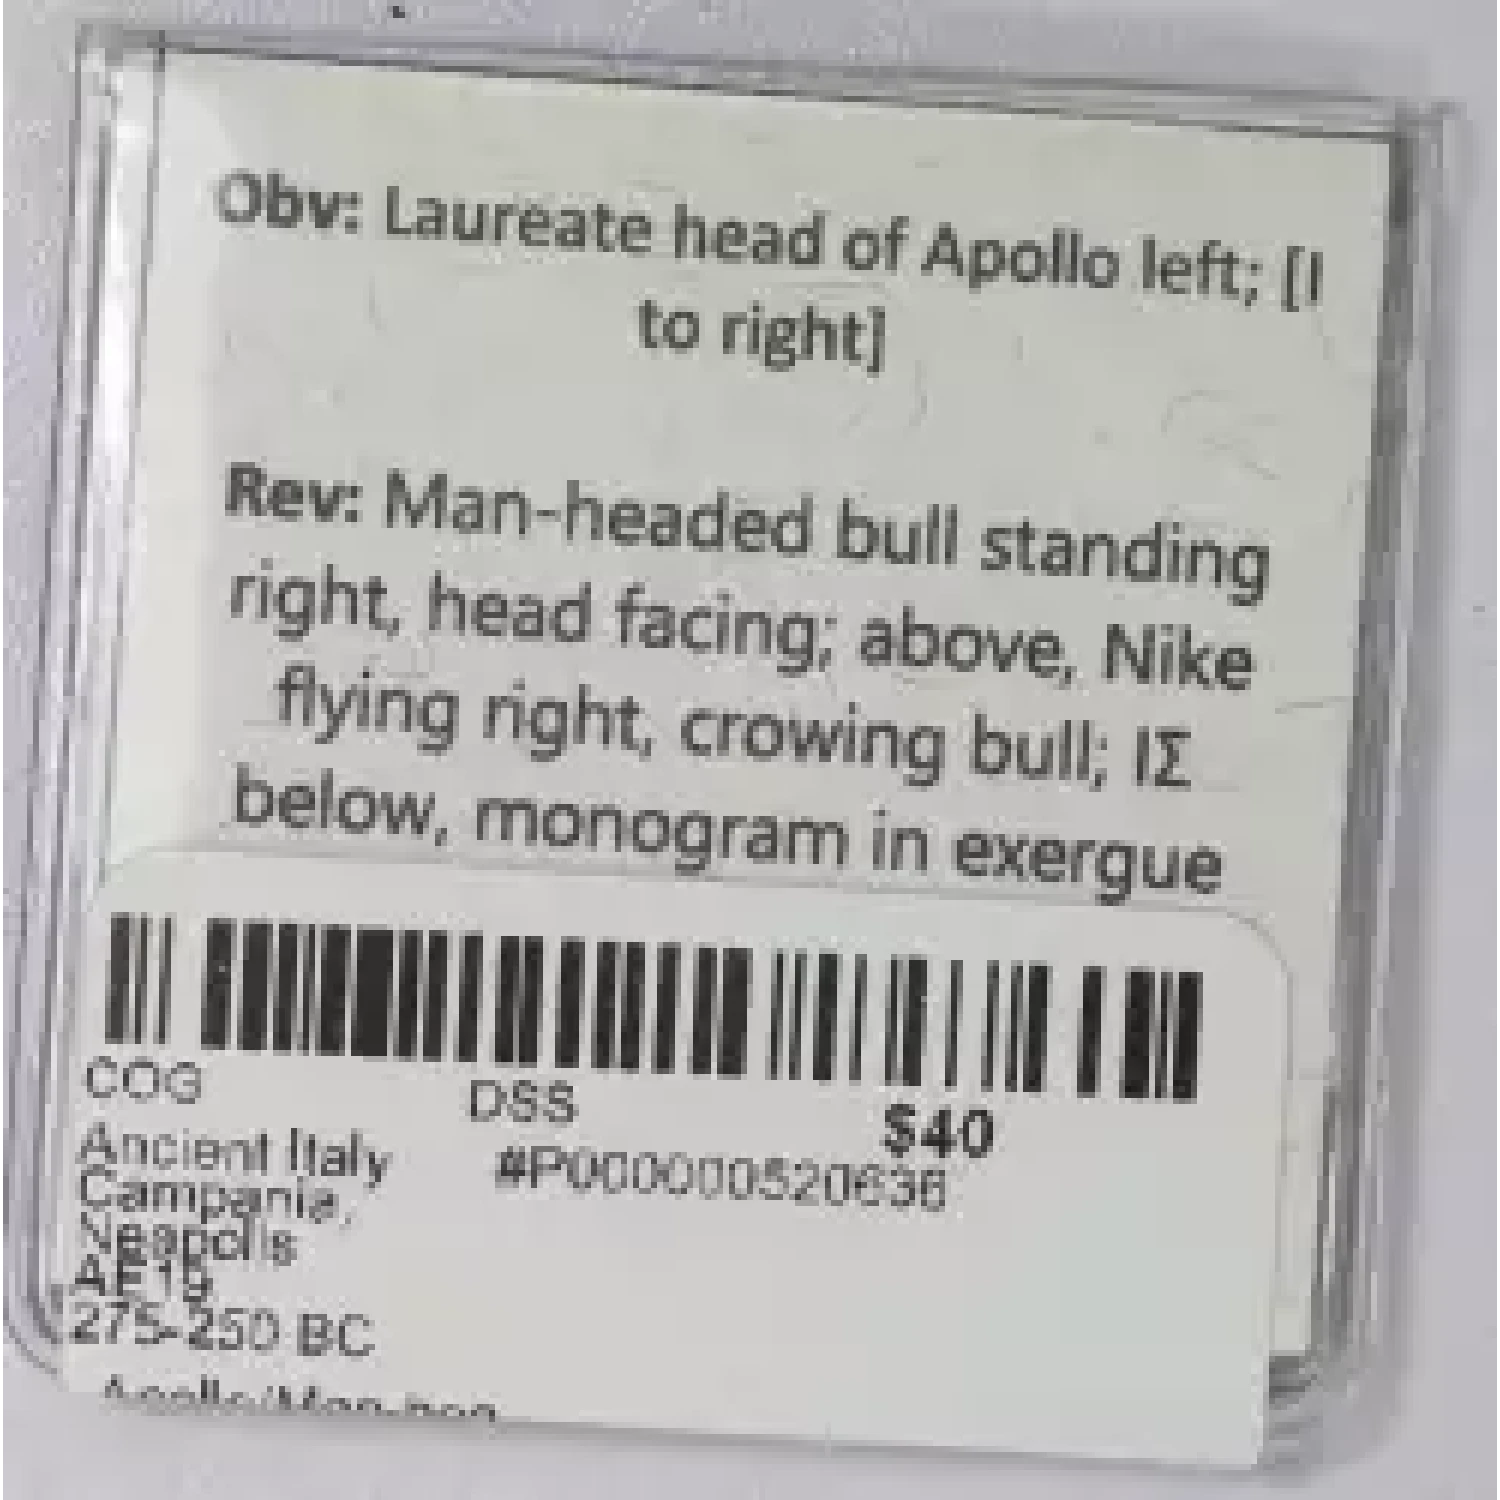 Obv: Laureate head of Apollo left; [I
to right]
Rev: Man-headed bull standing
right, head facing; above, Nike
flying right, crowing bull; IΣ
below, monogram in exergue
COG DSS $40
Ancient Italy #P000000520636
Campania,
Neapolis
AE 19
275-250 BC